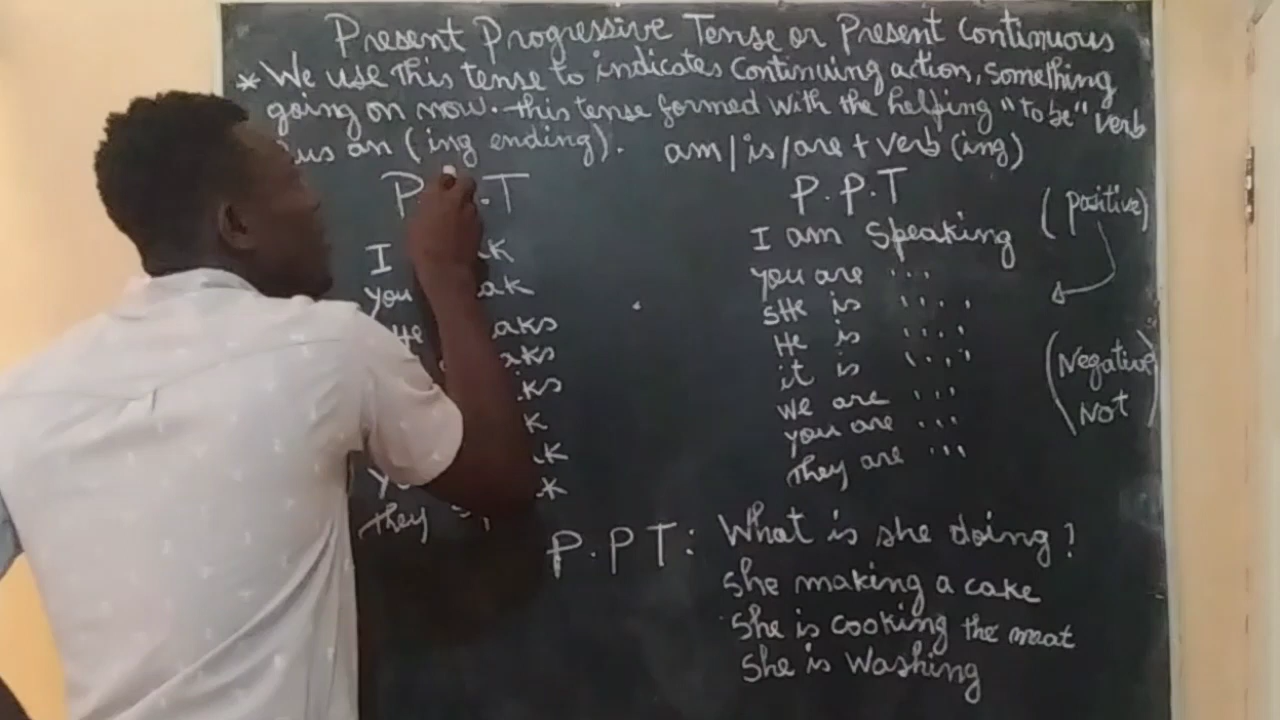 Present Progressive Tense or Present Continuous
* We use this tense to indicates Continuing action, something
going on now. this tense formed with the helping "to be" verb
an (ing ending). am/is/are + verb (ing)
P. .T
I
you
They
P.P.T
I am Speaking
you are ...
sHe is ....
He is ....
it is ....
we are ...
you are ...
They are ...
(positive)
(Negative
Not)
P.P.T: What is she doing?
She making a cake
She is cooking the meat
She is Washing